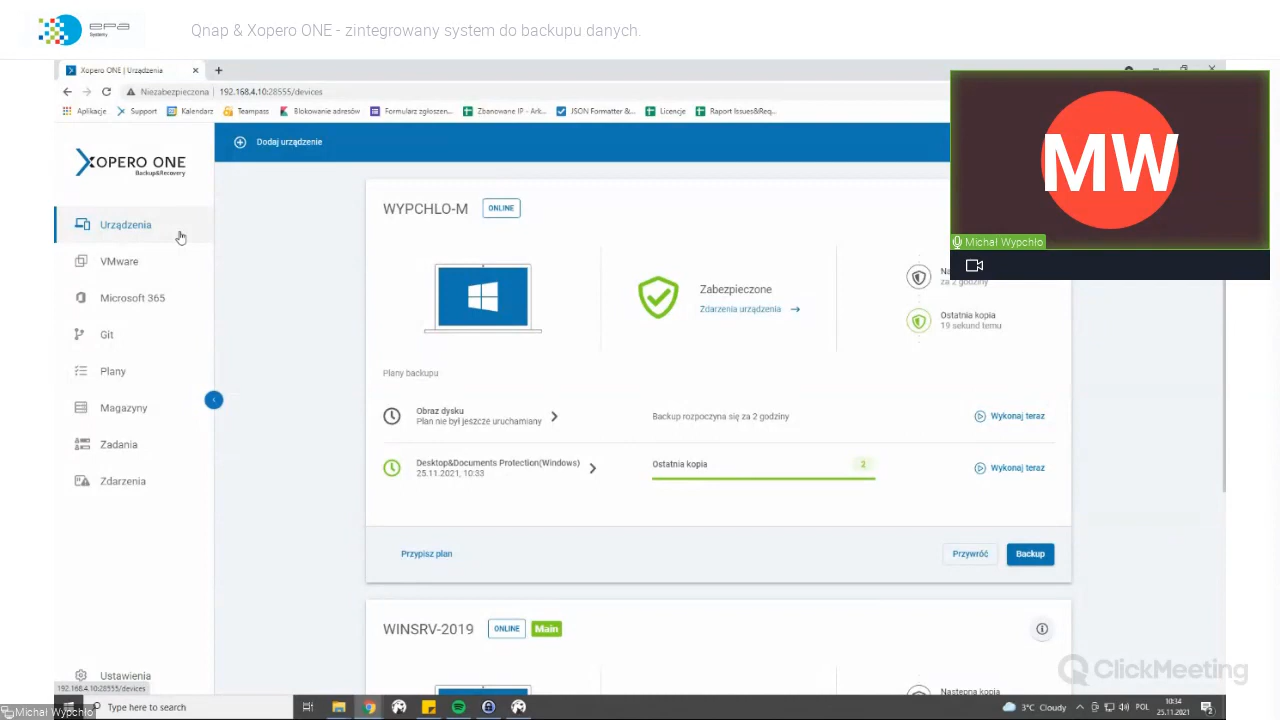 epa
Systemy
Qnap & Xopero ONE - zintegrowany system do backupu danych.
Xopero ONE | Urządzenia
Niezabezpieczona | 192.168.4.10:28555/devices
Aplikacje Support Kalendarz Teampass Blokowanie adresów Formularz zgłoszen... Zbanowane IP - Ark... JSON Formatter &... Licencje Raport Issues&Req...
XOPERO ONE
Backup&Recovery
Dodaj urządzenie
MW
Michał Wypchło
Urządzenia
VMware
Microsoft 365
Git
Plany
Magazyny
Zadania
Zdarzenia
Ustawienia
WYPCHLO-M ONLINE
Zabezpieczone
Zdarzenia urządzenia
za 2 godziny
Ostatnia kopia
19 sekund temu
Plany backupu
Obraz dysku
Plan nie był jeszcze uruchamiany
Backup rozpoczyna się za 2 godziny
Wykonaj teraz
Desktop&Documents Protection(Windows)
25.11.2021, 10:33
Ostatnia kopia 2
Wykonaj teraz
Przypisz plan
Przywróć
Backup
WINSRV-2019 ONLINE Main
Następna kopia
ClickMeeting
192.168.4.10:28555/devices
Type here to search
3°C Cloudy
POL
10:34
25.11.2021
2
Michał Wypchło